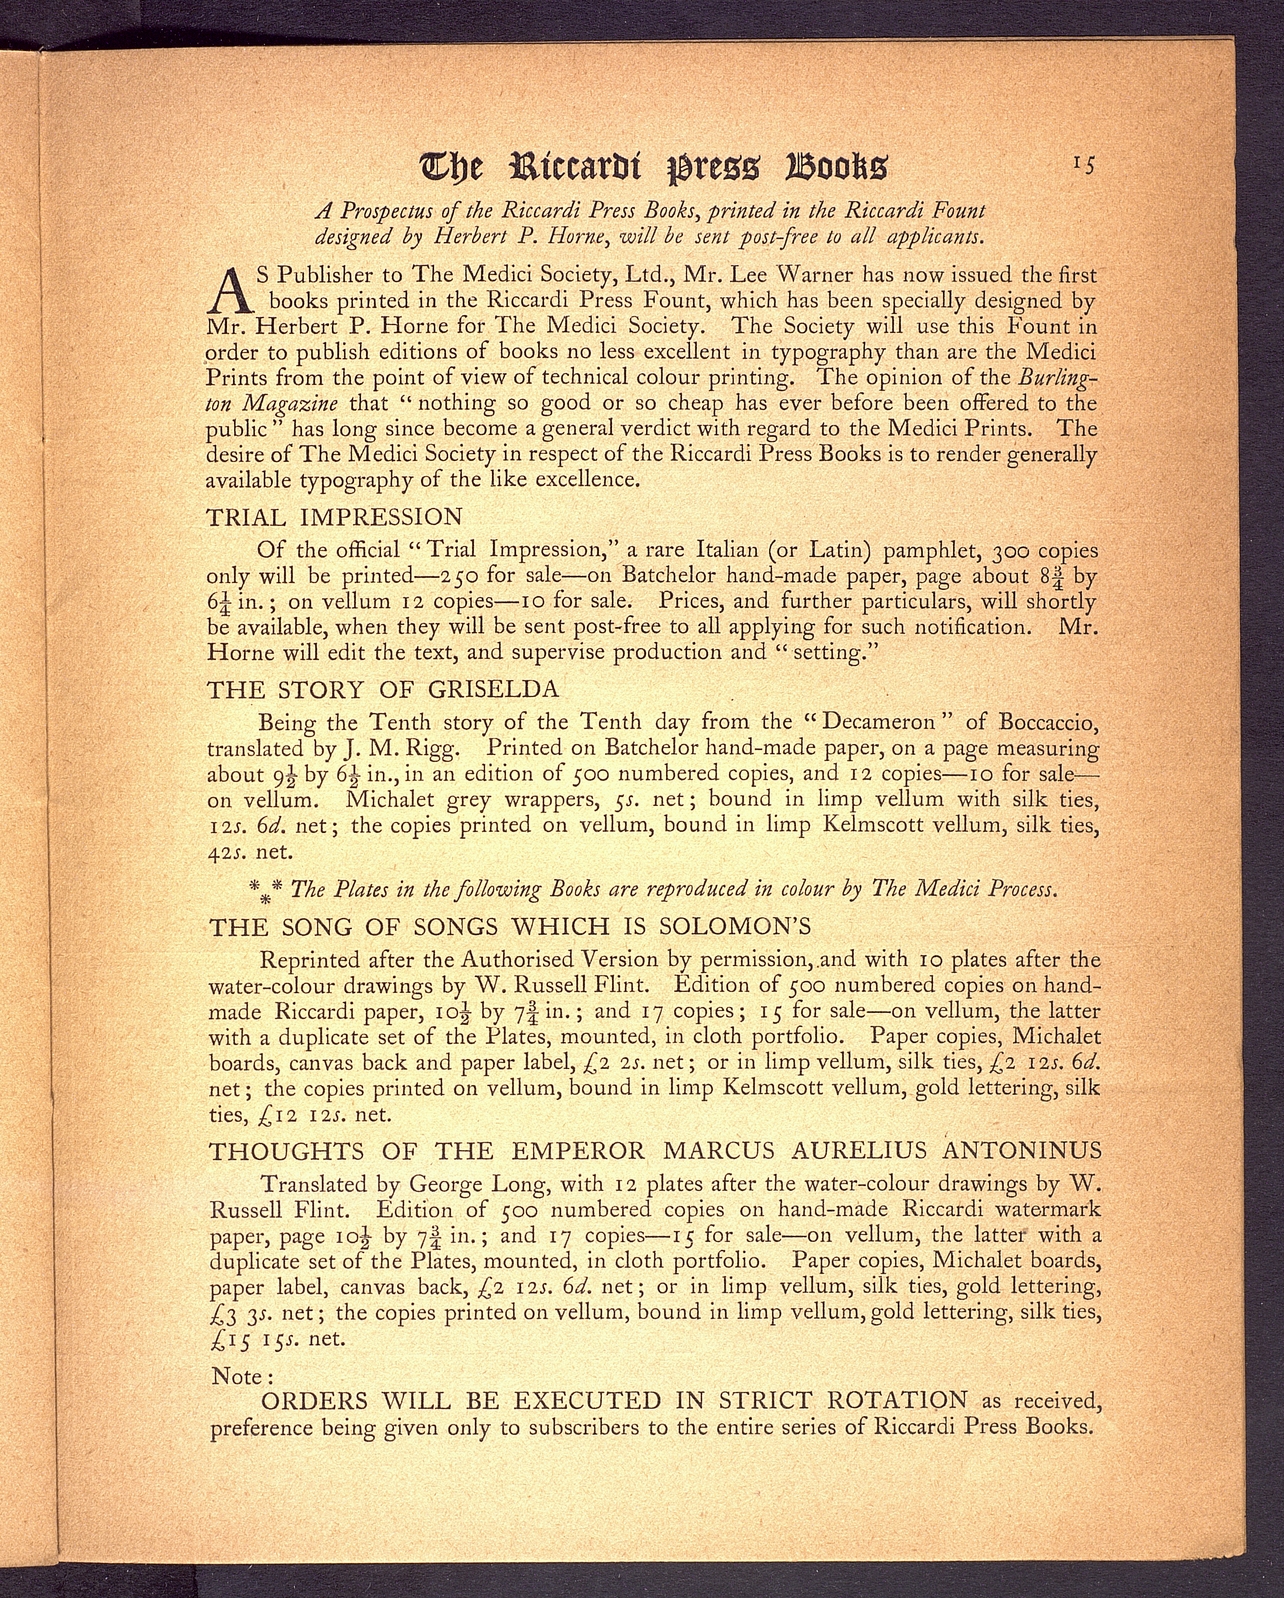 The Riccardi Press Books 15
A Prospectus of the Riccardi Press Books, printed in the Riccardi Fount
designed by Herbert P. Horne, will be sent post-free to all applicants.
AS Publisher to The Medici Society, Ltd., Mr. Lee Warner has now issued the first
books printed in the Riccardi Press Fount, which has been specially designed by
Mr. Herbert P. Horne for The Medici Society. The Society will use this Fount in
order to publish editions of books no less excellent in typography than are the Medici
Prints from the point of view of technical colour printing. The opinion of the Burling-
ton Magazine that “nothing so good or so cheap has ever before been offered to the
public” has long since become a general verdict with regard to the Medici Prints. The
desire of The Medici Society in respect of the Riccardi Press Books is to render generally
available typography of the like excellence.
TRIAL IMPRESSION
Of the official “Trial Impression,” a rare Italian (or Latin) pamphlet, 300 copies
only will be printed—250 for sale—on Batchelor hand-made paper, page about 8¾ by
6¼ in.; on vellum 12 copies—10 for sale. Prices, and further particulars, will shortly
be available, when they will be sent post-free to all applying for such notification. Mr.
Horne will edit the text, and supervise production and “setting.”
THE STORY OF GRISELDA
Being the Tenth story of the Tenth day from the “Decameron” of Boccaccio,
translated by J. M. Rigg. Printed on Batchelor hand-made paper, on a page measuring
about 9½ by 6½ in., in an edition of 500 numbered copies, and 12 copies—10 for sale—
on vellum. Michalet grey wrappers, 5s. net; bound in limp vellum with silk ties,
12s. 6d. net; the copies printed on vellum, bound in limp Kelmscott vellum, silk ties,
42s. net.
*** The Plates in the following Books are reproduced in colour by The Medici Process.
THE SONG OF SONGS WHICH IS SOLOMON'S
Reprinted after the Authorised Version by permission, and with 10 plates after the
water-colour drawings by W. Russell Flint. Edition of 500 numbered copies on hand-
made Riccardi paper, 10½ by 7¾ in.; and 17 copies; 15 for sale—on vellum, the latter
with a duplicate set of the Plates, mounted, in cloth portfolio. Paper copies, Michalet
boards, canvas back and paper label, £2 2s. net; or in limp vellum, silk ties, £2 12s. 6d.
net; the copies printed on vellum, bound in limp Kelmscott vellum, gold lettering, silk
ties, £12 12s. net.
THOUGHTS OF THE EMPEROR MARCUS AURELIUS ANTONINUS
Translated by George Long, with 12 plates after the water-colour drawings by W.
Russell Flint. Edition of 500 numbered copies on hand-made Riccardi watermark
paper, page 10½ by 7¾ in.; and 17 copies—15 for sale—on vellum, the latter with a
duplicate set of the Plates, mounted, in cloth portfolio. Paper copies, Michalet boards,
paper label, canvas back, £2 12s. 6d. net; or in limp vellum, silk ties, gold lettering,
£3 3s. net; the copies printed on vellum, bound in limp vellum, gold lettering, silk ties,
£15 15s. net.
Note:
ORDERS WILL BE EXECUTED IN STRICT ROTATION as received,
preference being given only to subscribers to the entire series of Riccardi Press Books.